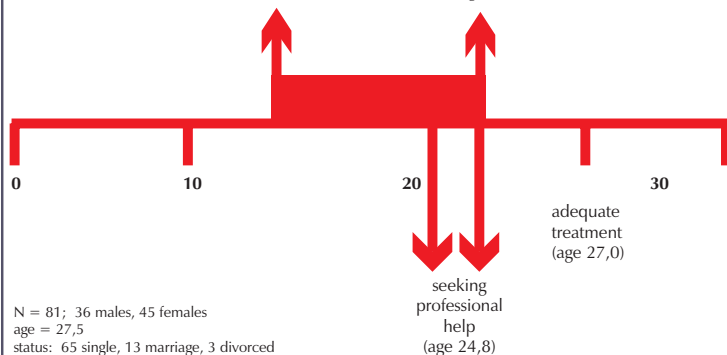 0 10 20 30
adequate
treatment
(age 27,0)
seeking
professional
help
(age 24,8)
N = 81; 36 males, 45 females
age = 27,5
status: 65 single, 13 marriage, 3 divorced